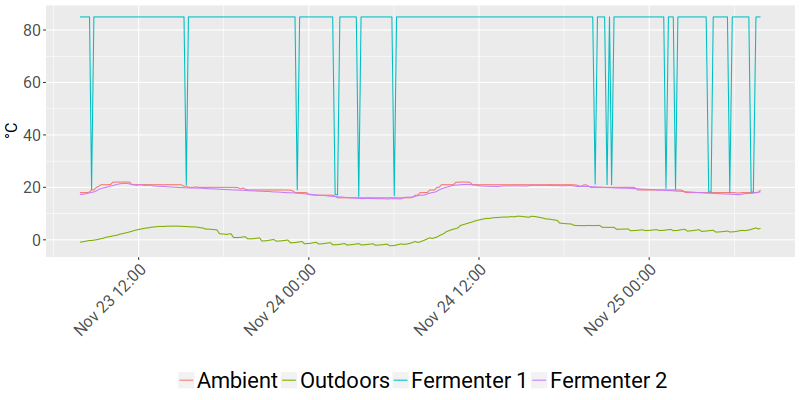 80
60
°C
40
20
0
Nov 23 12:00
Nov 24 00:00
Nov 24 12:00
Nov 25 00:00
Ambient
Outdoors
Fermenter 1
Fermenter 2